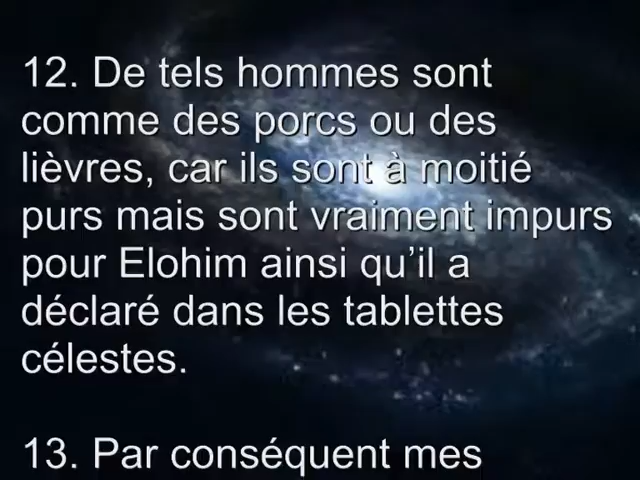 12. De tels hommes sont
comme des porcs ou des
lièvres, car ils sont à moitié
purs mais sont vraiment impurs
pour Elohim ainsi qu’il a
déclaré dans les tablettes
célestes.
13. Par conséquent mes